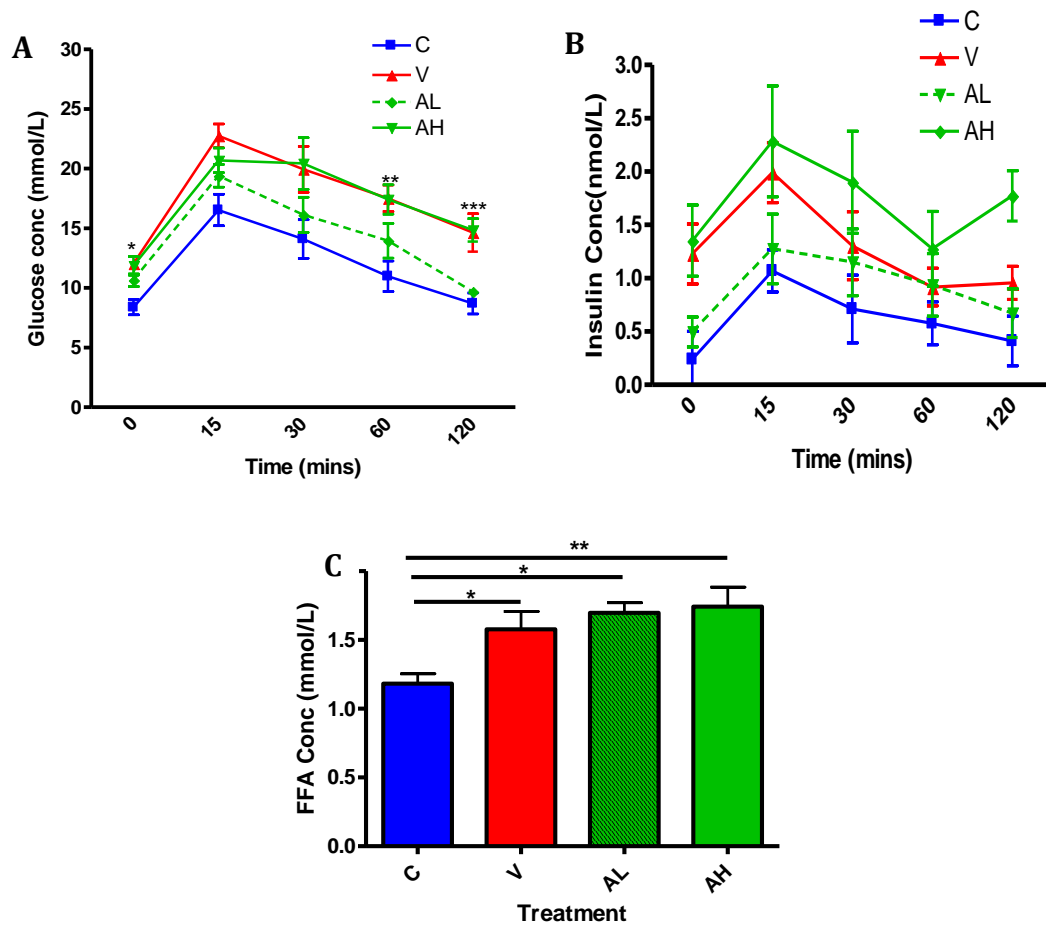 A
C
V
AL
AH
Glucose conc (mmol/L)
30
25
20
15
10
5
0
*
**
***
0
15
30
60
120
Time (mins)
B
C
V
AL
AH
Insulin Conc(nmol/L)
3.0
2.5
2.0
1.5
1.0
0.5
0.0
0
15
30
60
120
Time (mins)
C
**
*
*
FFA Conc (mmol/L)
1.5
1.0
0.5
0.0
C
V
AL
AH
Treatment